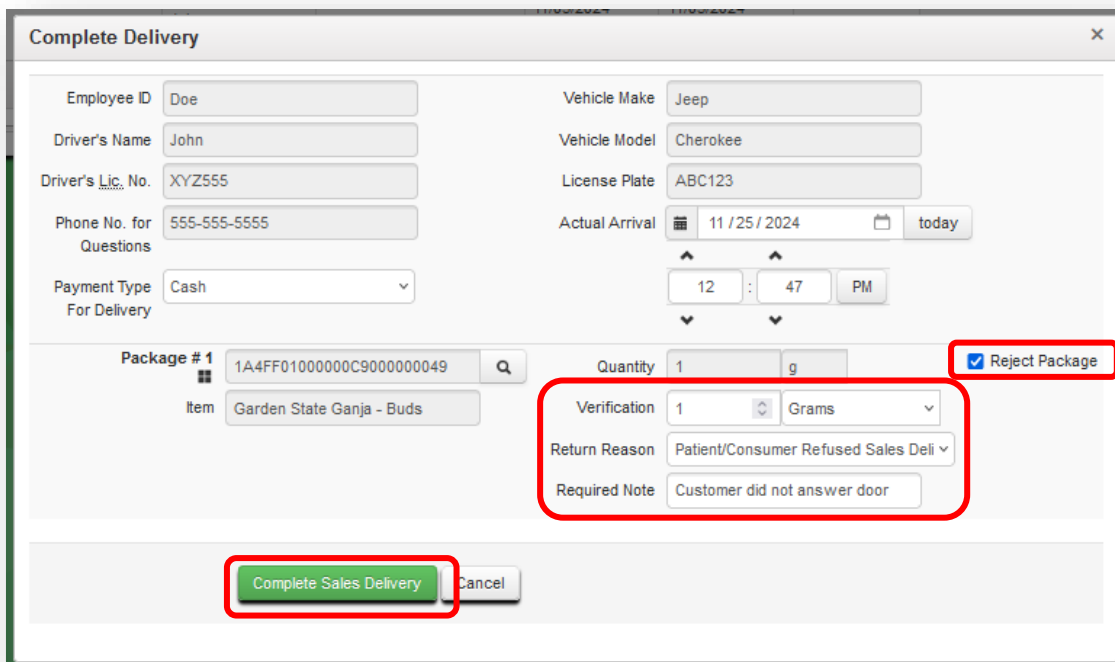 Complete Delivery ×
Employee ID Doe Vehicle Make Jeep
Driver's Name John Vehicle Model Cherokee
Driver's Lic. No. XYZ555 License Plate ABC123
Phone No. for 555-555-5555 Actual Arrival 11/25/2024 today
Questions
Payment Type Cash 12 : 47 PM
For Delivery
Package # 1 1A4FF01000000C9000000049 Quantity 1 g Reject Package
Item Garden State Ganja - Buds Verification 1 Grams
Return Reason Patient/Consumer Refused Sales Deli
Required Note Customer did not answer door
Complete Sales Delivery Cancel